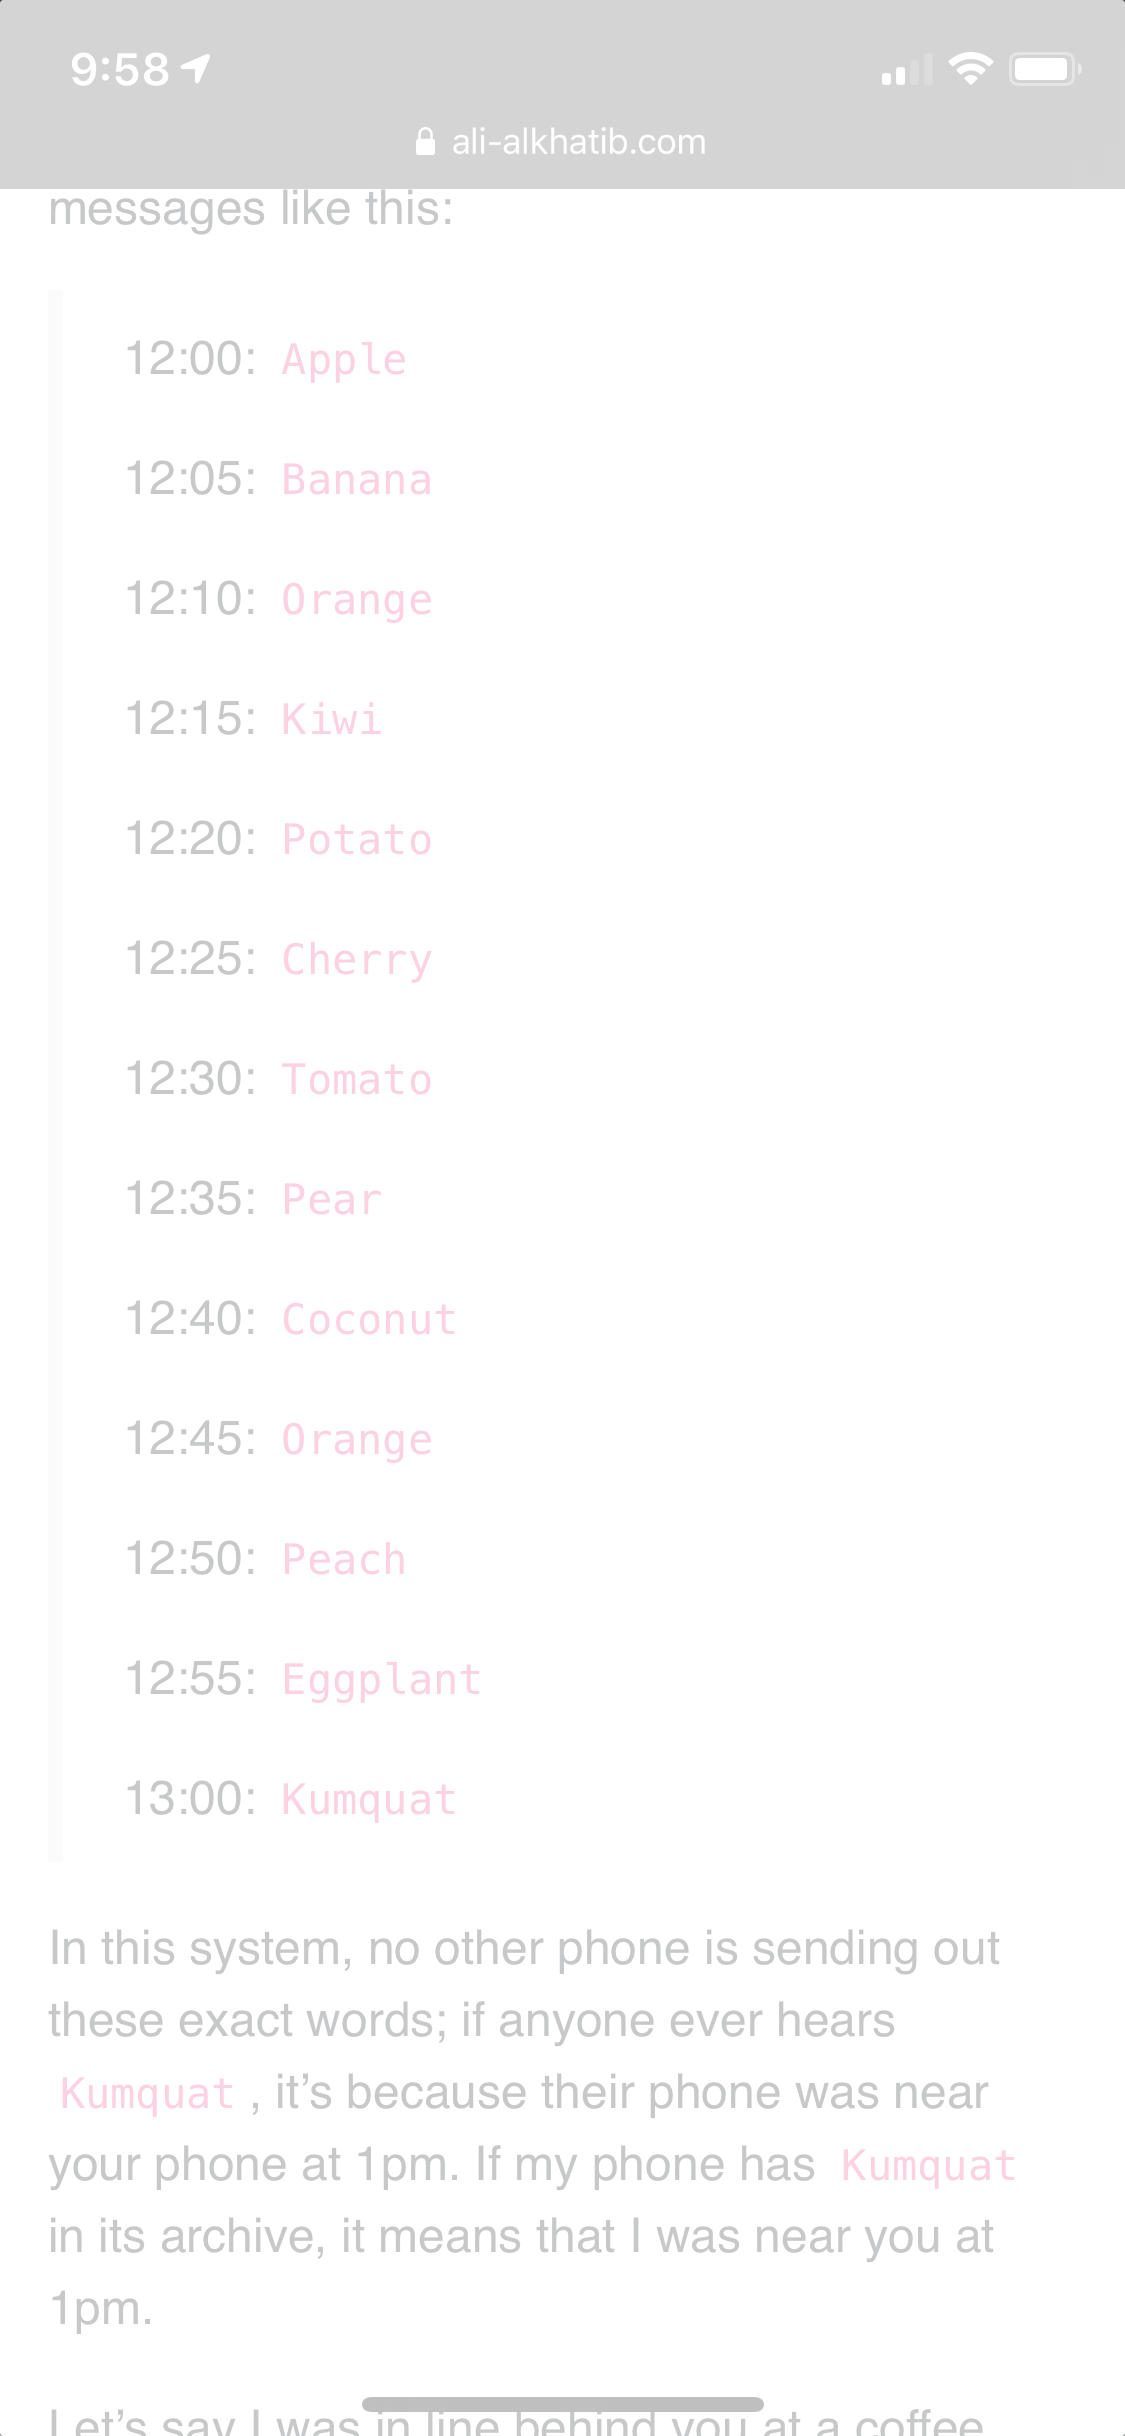 9:58
ali-alkhatib.com
messages like this:
12:00: Apple
12:05: Banana
12:10: Orange
12:15: Kiwi
12:20: Potato
12:25: Cherry
12:30: Tomato
12:35: Pear
12:40: Coconut
12:45: Orange
12:50: Peach
12:55: Eggplant
13:00: Kumquat
In this system, no other phone is sending out
these exact words; if anyone ever hears
Kumquat , it’s because their phone was near
your phone at 1pm. If my phone has Kumquat
in its archive, it means that I was near you at
1pm.
Let’s say I was in line behind you at a coffee